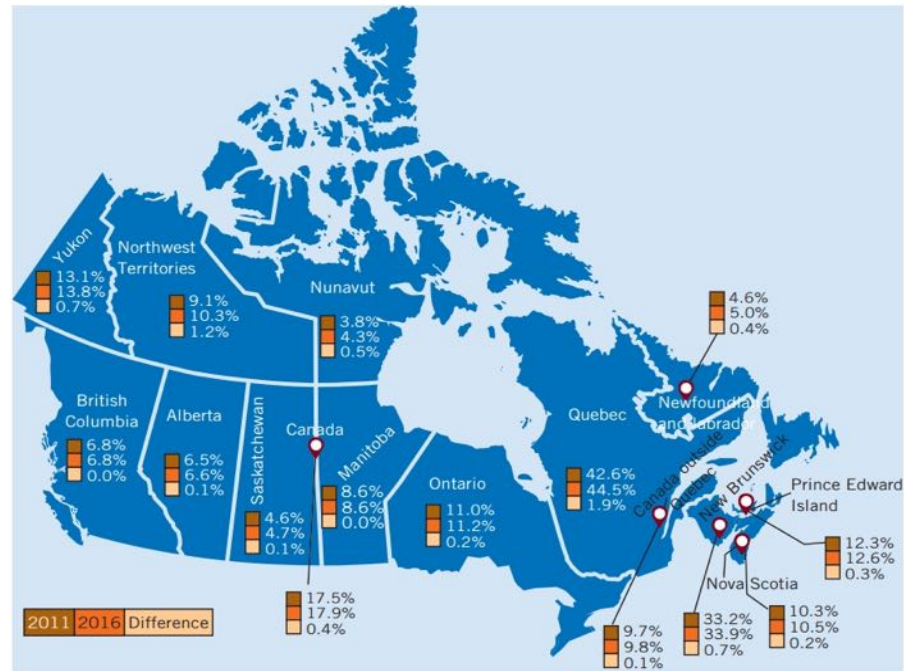 Yukon
13.1%
13.8%
0.7%
Northwest
Territories
9.1%
10.3%
1.2%
Nunavut
3.8%
4.3%
0.5%
4.6%
5.0%
0.4%
British
Columbia
6.8%
6.8%
0.0%
Alberta
6.5%
6.6%
0.1%
Saskatchewan
4.6%
4.7%
0.1%
Canada
17.5%
17.9%
0.4%
Manitoba
8.6%
8.6%
0.0%
Ontario
11.0%
11.2%
0.2%
Quebec
42.6%
44.5%
1.9%
Newfoundland
and Labrador
Canada outside
Quebec
9.7%
9.8%
0.1%
New Brunswick
33.2%
33.9%
0.7%
Prince Edward
Island
12.3%
12.6%
0.3%
Nova Scotia
10.3%
10.5%
0.2%
2011 2016 Difference